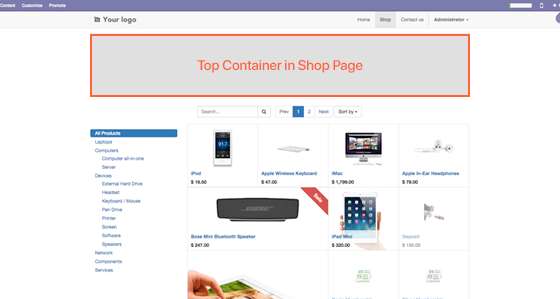 Content Customize Promote
Your logo
Home Shop Contact us Administrator
Top Container in Shop Page
Search... Prev 1 2 Next Sort by
All Products
Laptops
Computers
Computer all-in-one
Server
Devices
External Hard Drive
Headset
Keyboard / Mouse
Pen Drive
Printer
Screen
Software
Speakers
Network
Components
Services
iPod
$ 16.50
Apple Wireless Keyboard
$ 47.00
iMac
$ 1,799.00
Apple In-Ear Headphones
$ 79.00
BOSE
Sale
Bose Mini Bluetooth Speaker
$ 247.00
iPad Mini
$ 320.00
Deposit
$ 150.00